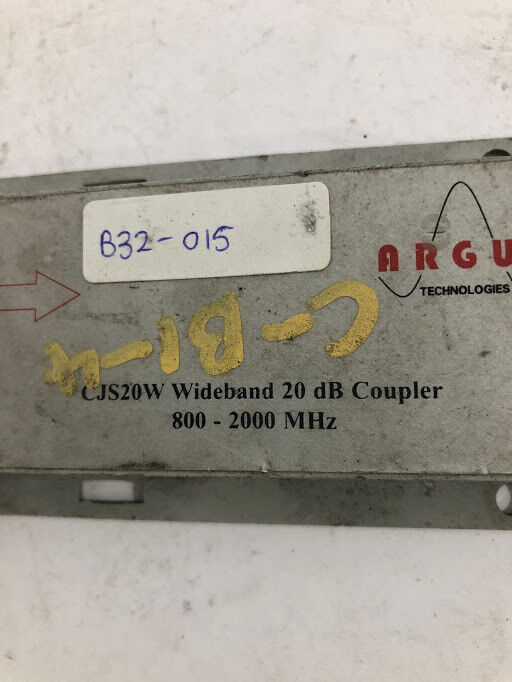 B32-015
ARGU
TECHNOLOGIES
C-B1-4
CJS20W Wideband 20 dB Coupler
800 - 2000 MHz